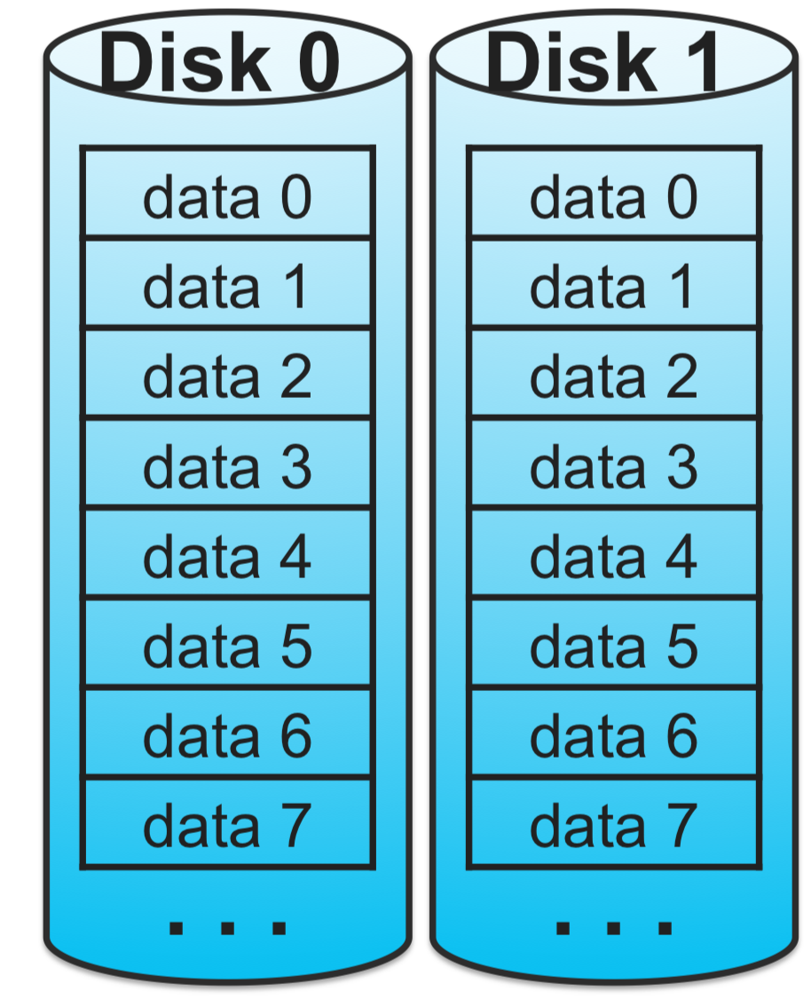 Disk 0
data 0
data 1
data 2
data 3
data 4
data 5
data 6
data 7
. . .
Disk 1
data 0
data 1
data 2
data 3
data 4
data 5
data 6
data 7
. . .